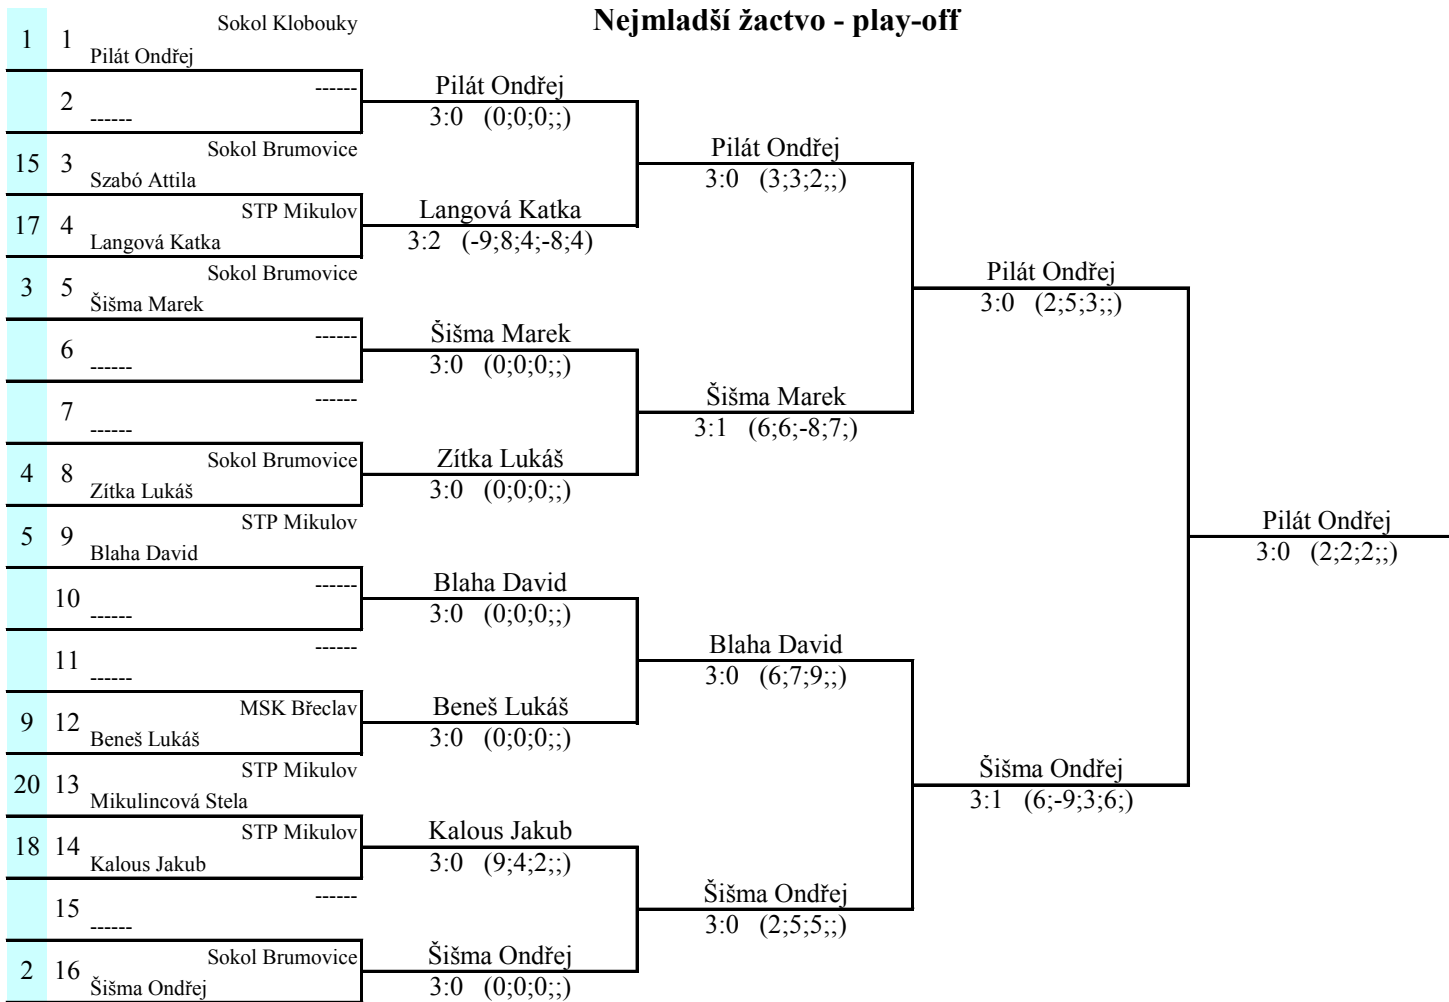 Nejmladší žactvo - play-off
1 1 Sokol Klobouky
Pilát Ondřej
2 ------
------
15 3 Sokol Brumovice
Szabó Attila
17 4 STP Mikulov
Langová Katka
3 5 Sokol Brumovice
Šišma Marek
6 ------
------
7 ------
------
4 8 Sokol Brumovice
Zítka Lukáš
5 9 STP Mikulov
Blaha David
10 ------
------
11 ------
------
9 12 MSK Břeclav
Beneš Lukáš
20 13 STP Mikulov
Mikulincová Stela
18 14 STP Mikulov
Kalous Jakub
15 ------
------
2 16 Sokol Brumovice
Šišma Ondřej
Pilát Ondřej
3:0 (0;0;0;;)
Langová Katka
3:2 (-9;8;4;-8;4)
Šišma Marek
3:0 (0;0;0;;)
Zítka Lukáš
3:0 (0;0;0;;)
Blaha David
3:0 (0;0;0;;)
Beneš Lukáš
3:0 (0;0;0;;)
Kalous Jakub
3:0 (9;4;2;;)
Šišma Ondřej
3:0 (0;0;0;;)
Pilát Ondřej
3:0 (3;3;2;;)
Šišma Marek
3:1 (6;6;-8;7;)
Blaha David
3:0 (6;7;9;;)
Šišma Ondřej
3:0 (2;5;5;;)
Pilát Ondřej
3:0 (2;5;3;;)
Šišma Ondřej
3:1 (6;-9;3;6;)
Pilát Ondřej
3:0 (2;2;2;;)